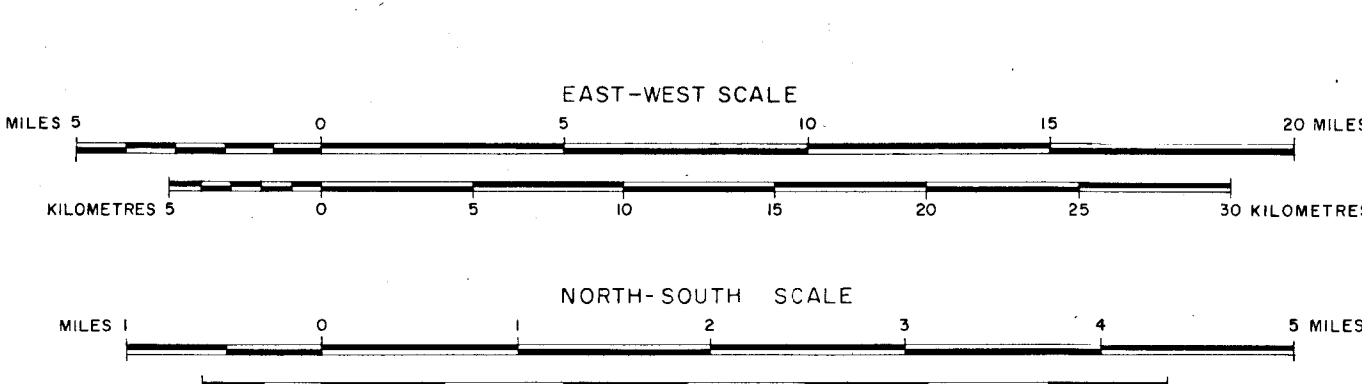 EAST-WEST SCALE
MILES 5 0 5 10 15 20 MILES
KILOMETRES 5 0 5 10 15 20 25 30 KILOMETRES
NORTH-SOUTH SCALE
MILES 1 0 1 2 3 4 5 MILES